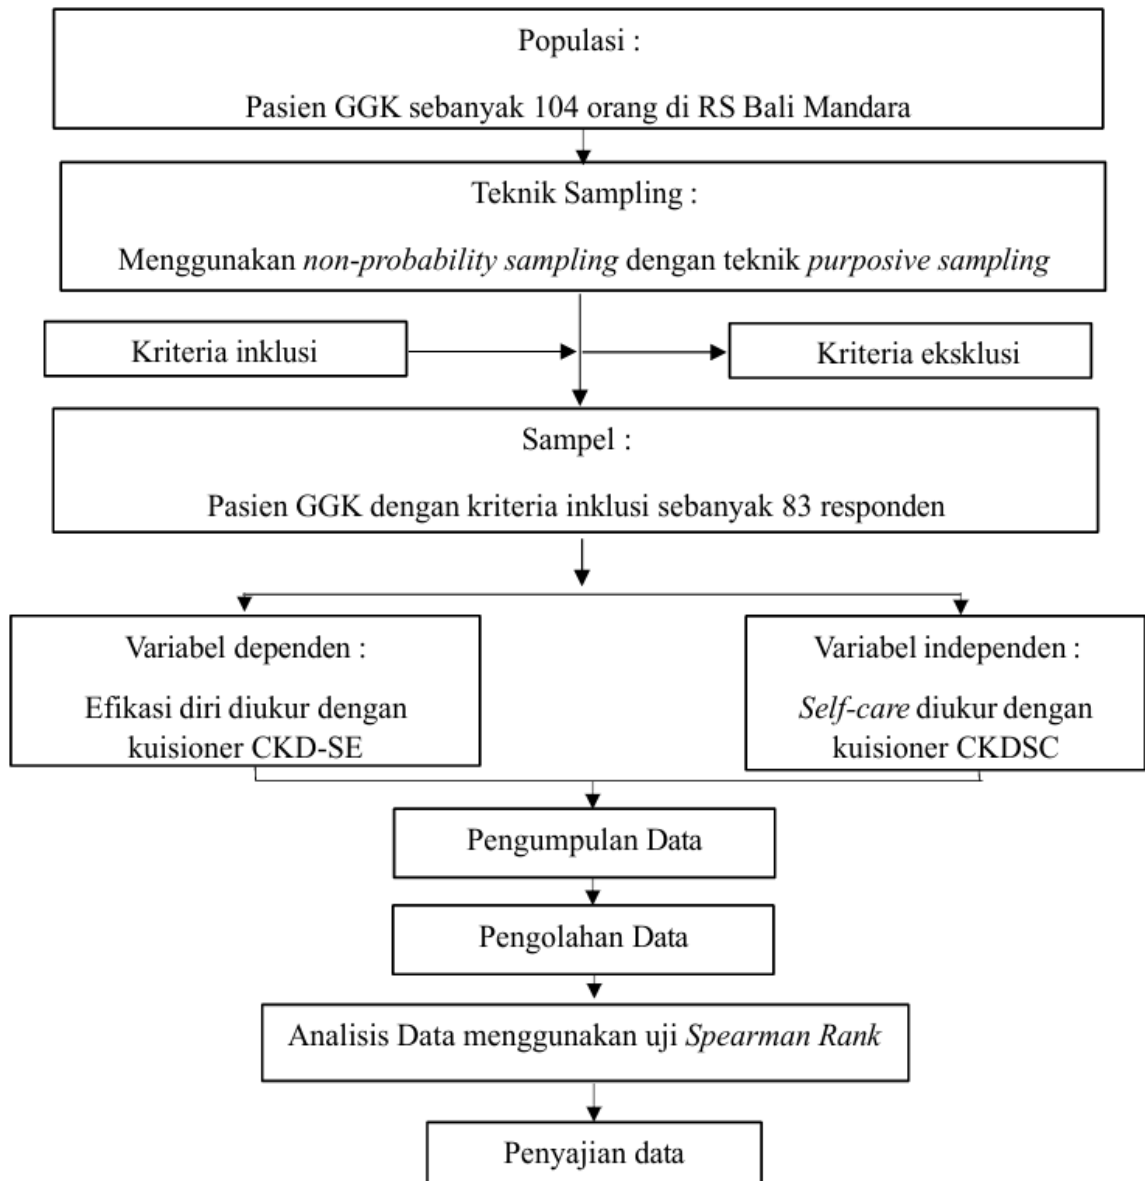 Populasi :
Pasien GGK sebanyak 104 orang di RS Bali Mandara
Teknik Sampling :
Menggunakan non-probability sampling dengan teknik purposive sampling
Kriteria inklusi
Kriteria eksklusi
Sampel :
Pasien GGK dengan kriteria inklusi sebanyak 83 responden
Variabel dependen :
Efikasi diri diukur dengan
kuisioner CKD-SE
Variabel independen :
Self-care diukur dengan
kuisioner CKDSC
Pengumpulan Data
Pengolahan Data
Analisis Data menggunakan uji Spearman Rank
Penyajian data